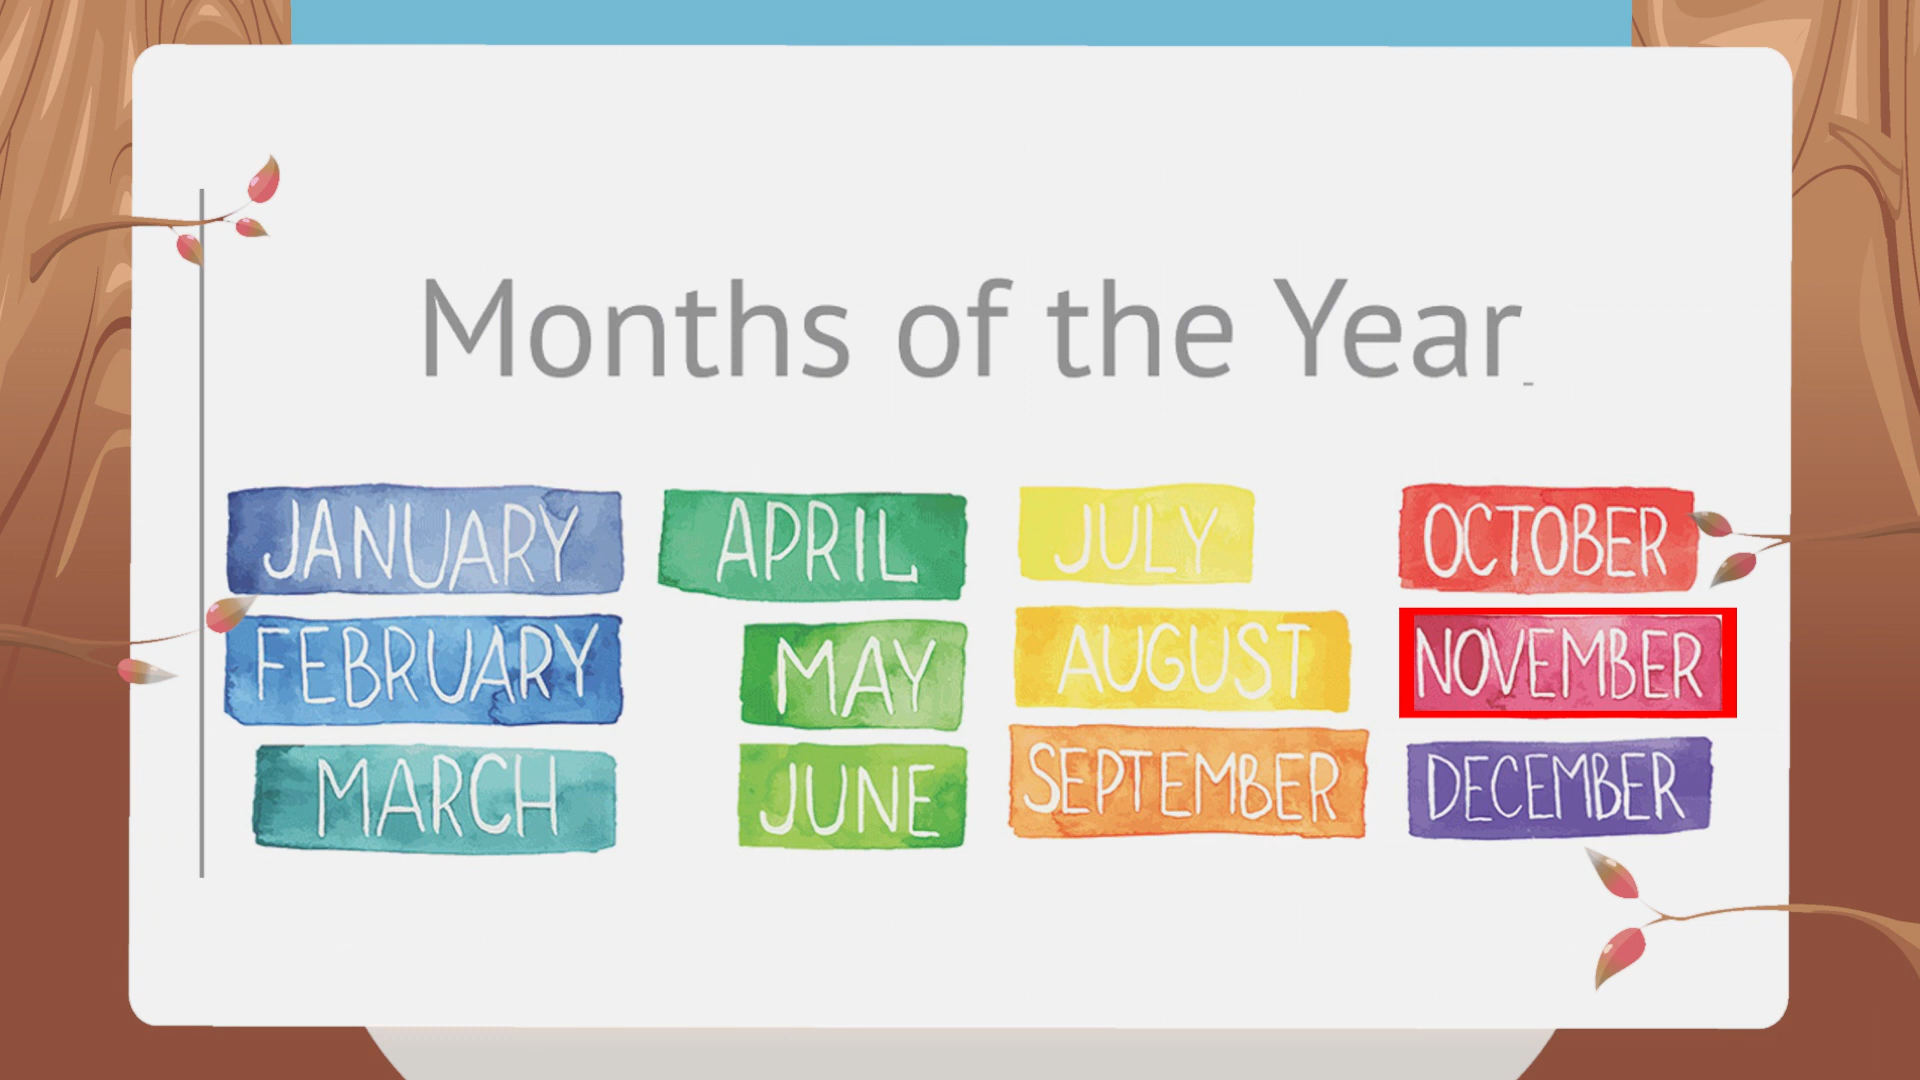 Months of the Year
JANUARY
FEBRUARY
MARCH
APRIL
MAY
JUNE
JULY
AUGUST
SEPTEMBER
OCTOBER
NOVEMBER
DECEMBER